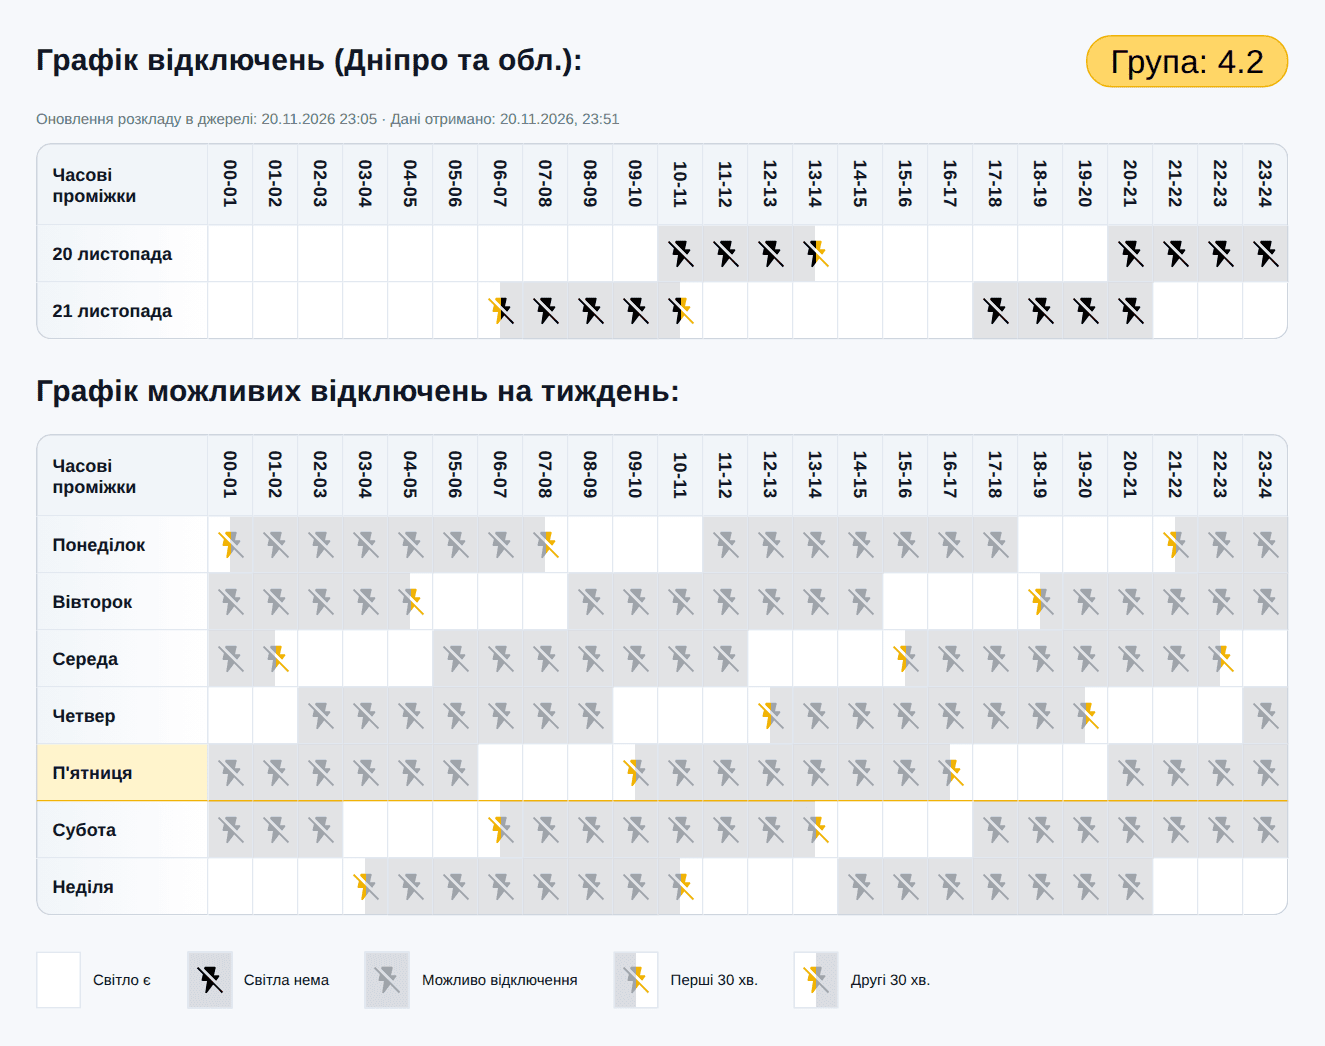 Графік відключень (Дніпро та обл.):
Група: 4.2
Оновлення розкладу в джерелі: 20.11.2026 23:05 · Дані отримано: 20.11.2026, 23:51
Часові проміжки 00-01 01-02 02-03 03-04 04-05 05-06 06-07 07-08 08-09 09-10 10-11 11-12 12-13 13-14 14-15 15-16 16-17 17-18 18-19 19-20 20-21 21-22 22-23 23-24
20 листопада
21 листопада
Графік можливих відключень на тиждень:
Часові проміжки 00-01 01-02 02-03 03-04 04-05 05-06 06-07 07-08 08-09 09-10 10-11 11-12 12-13 13-14 14-15 15-16 16-17 17-18 18-19 19-20 20-21 21-22 22-23 23-24
Понеділок
Вівторок
Середа
Четвер
П'ятниця
Субота
Неділя
Світло є Світла нема Можливо відключення Перші 30 хв. Другі 30 хв.